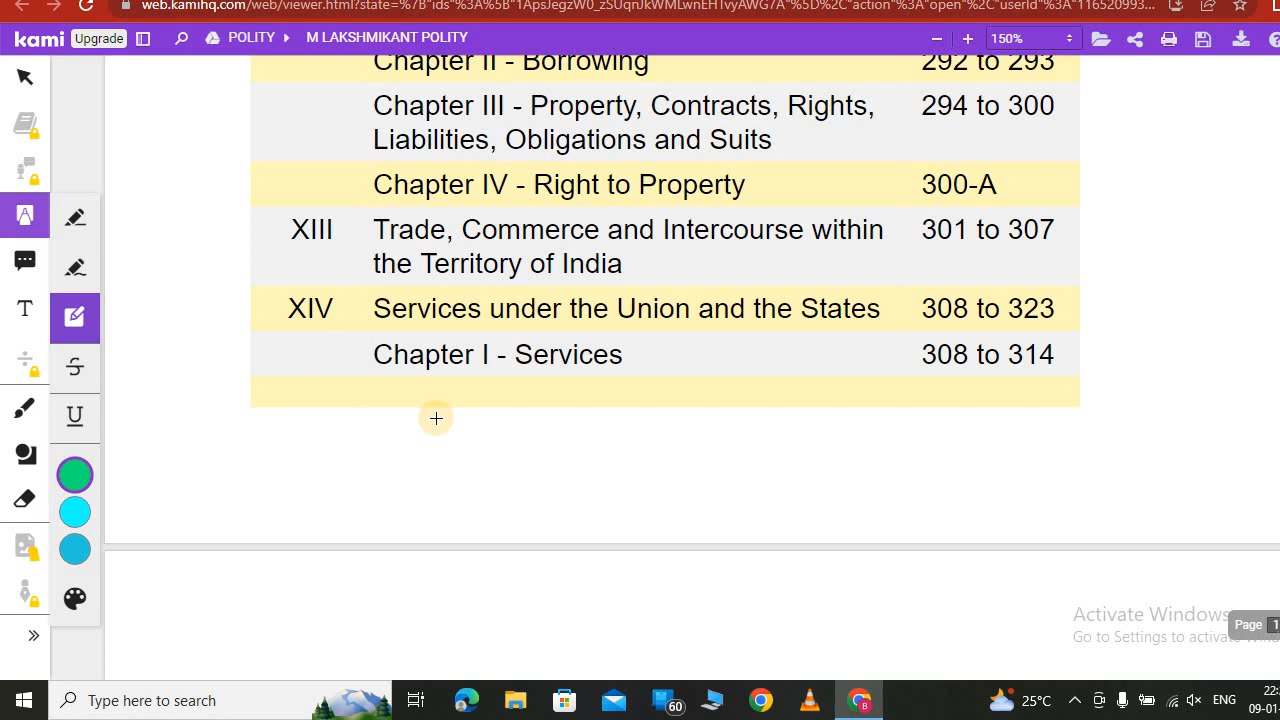 web.kamihq.com/web/viewer.html?state=%7B"ids"%3A%5B"1ApsJegzW0_zSUqnJkWMLwnEHTvyAWG7A"%5D%2C"action"%3A"open"%2C"userId"%3A"116520993...
kami Upgrade POLITY M LAKSHMIKANT POLITY 150%
Chapter II - Borrowing 292 to 293
Chapter III - Property, Contracts, Rights, 294 to 300
Liabilities, Obligations and Suits
Chapter IV - Right to Property 300-A
XIII Trade, Commerce and Intercourse within 301 to 307
the Territory of India
XIV Services under the Union and the States 308 to 323
Chapter I - Services 308 to 314
Activate Windows
Go to Settings to activate
Page 1
Type here to search
60
25°C
ENG
22:
09-01-